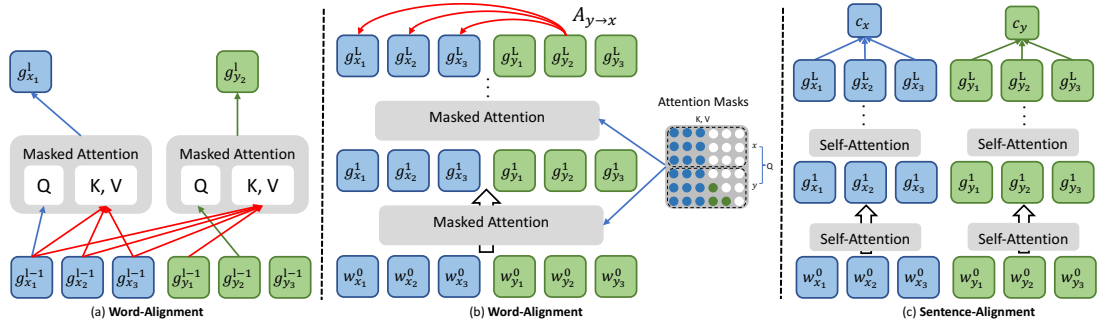 g^l_{x_1} g^l_{y_2}
Masked Attention Masked Attention
Q K, V Q K, V
g^{l-1}_{x_1} g^{l-1}_{x_2} g^{l-1}_{x_3} g^{l-1}_{y_1} g^{l-1}_{y_2} g^{l-1}_{y_3}
(a) Word-Alignment
A_{y→x}
g^L_{x_1} g^L_{x_2} g^L_{x_3} g^L_{y_1} g^L_{y_2} g^L_{y_3}
Masked Attention
g^1_{x_1} g^1_{x_2} g^1_{x_3} g^1_{y_1} g^1_{y_2} g^1_{y_3}
Masked Attention
w^0_{x_1} w^0_{x_2} w^0_{x_3} w^0_{y_1} w^0_{y_2} w^0_{y_3}
Attention Masks
K, V
x
Q
y
(b) Word-Alignment
c_x c_y
g^L_{x_1} g^L_{x_2} g^L_{x_3} g^L_{y_1} g^L_{y_2} g^L_{y_3}
Self-Attention Self-Attention
g^1_{x_1} g^1_{x_2} g^1_{x_3} g^1_{y_1} g^1_{y_2} g^1_{y_3}
Self-Attention Self-Attention
w^0_{x_1} w^0_{x_2} w^0_{x_3} w^0_{y_1} w^0_{y_2} w^0_{y_3}
(c) Sentence-Alignment